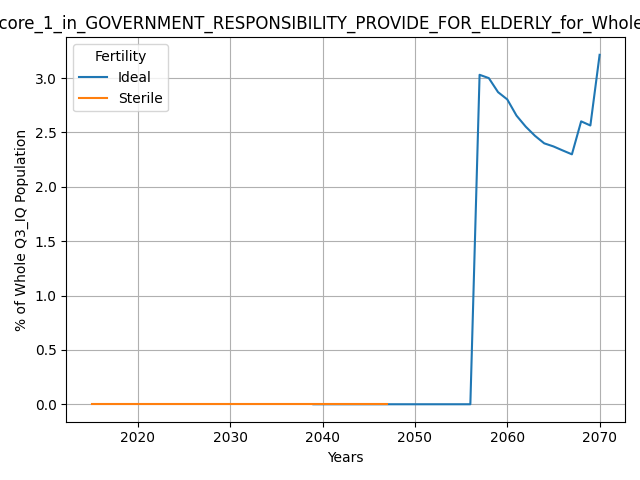 core_1_in_GOVERNMENT_RESPONSIBILITY_PROVIDE_FOR_ELDERLY_for_Whole
Fertility
Ideal
Sterile
% of Whole Q3_IQ Population
3.0
2.5
2.0
1.5
1.0
0.5
0.0
2020 2030 2040 2050 2060 2070
Years